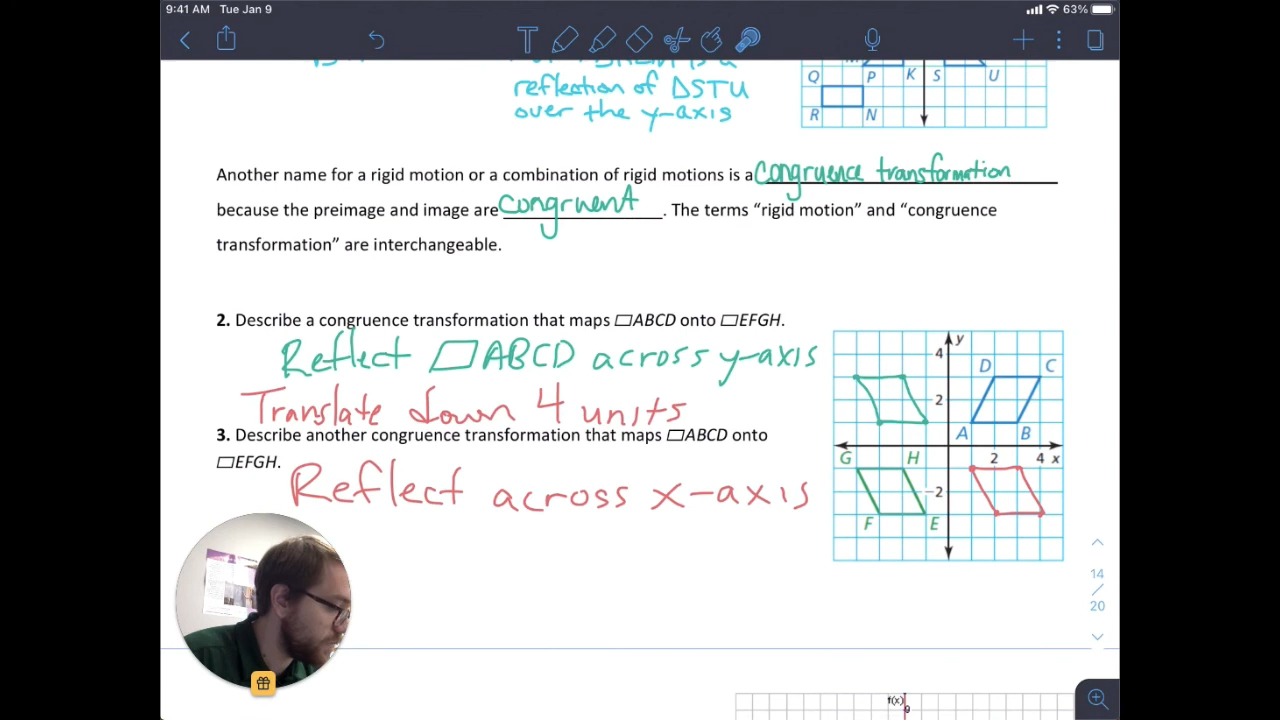 9:41 AM Tue Jan 9
63%
reflection of ΔSTU
over the y-axis
M P K S U
Q
R N
Another name for a rigid motion or a combination of rigid motions is a congruence transformation
because the preimage and image are congruent. The terms “rigid motion” and “congruence
transformation” are interchangeable.
2. Describe a congruence transformation that maps ▱ABCD onto ▱EFGH.
Reflect ▱ABCD across y-axis
Translate down 4 units
3. Describe another congruence transformation that maps ▱ABCD onto
▱EFGH.
Reflect across x-axis
y
4 D C
2
A B
G H 2 4 x
-2
F E
14
/
20
f(x)
9